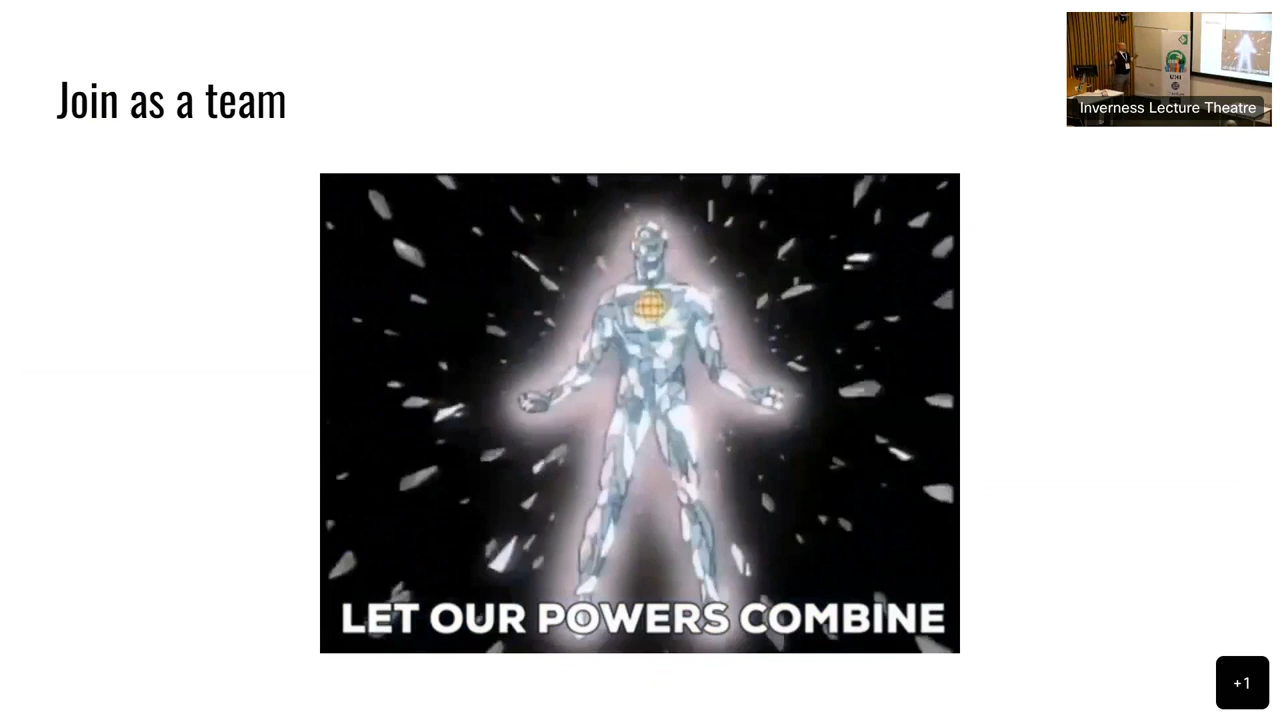 Join as a team
Inverness Lecture Theatre
LET OUR POWERS COMBINE
+1